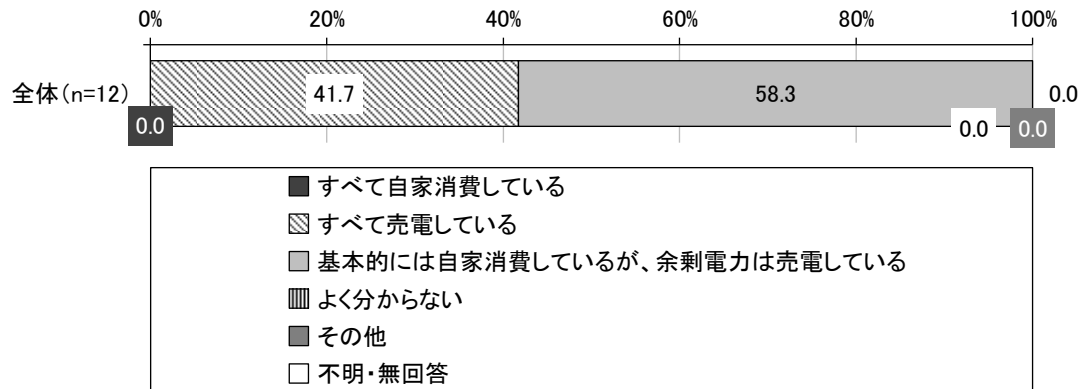 0% 20% 40% 60% 80% 100%
全体(n=12) 41.7 58.3 0.0
0.0 0.0 0.0
すべて自家消費している
すべて売電している
基本的には自家消費しているが、余剰電力は売電している
よく分からない
その他
不明・無回答